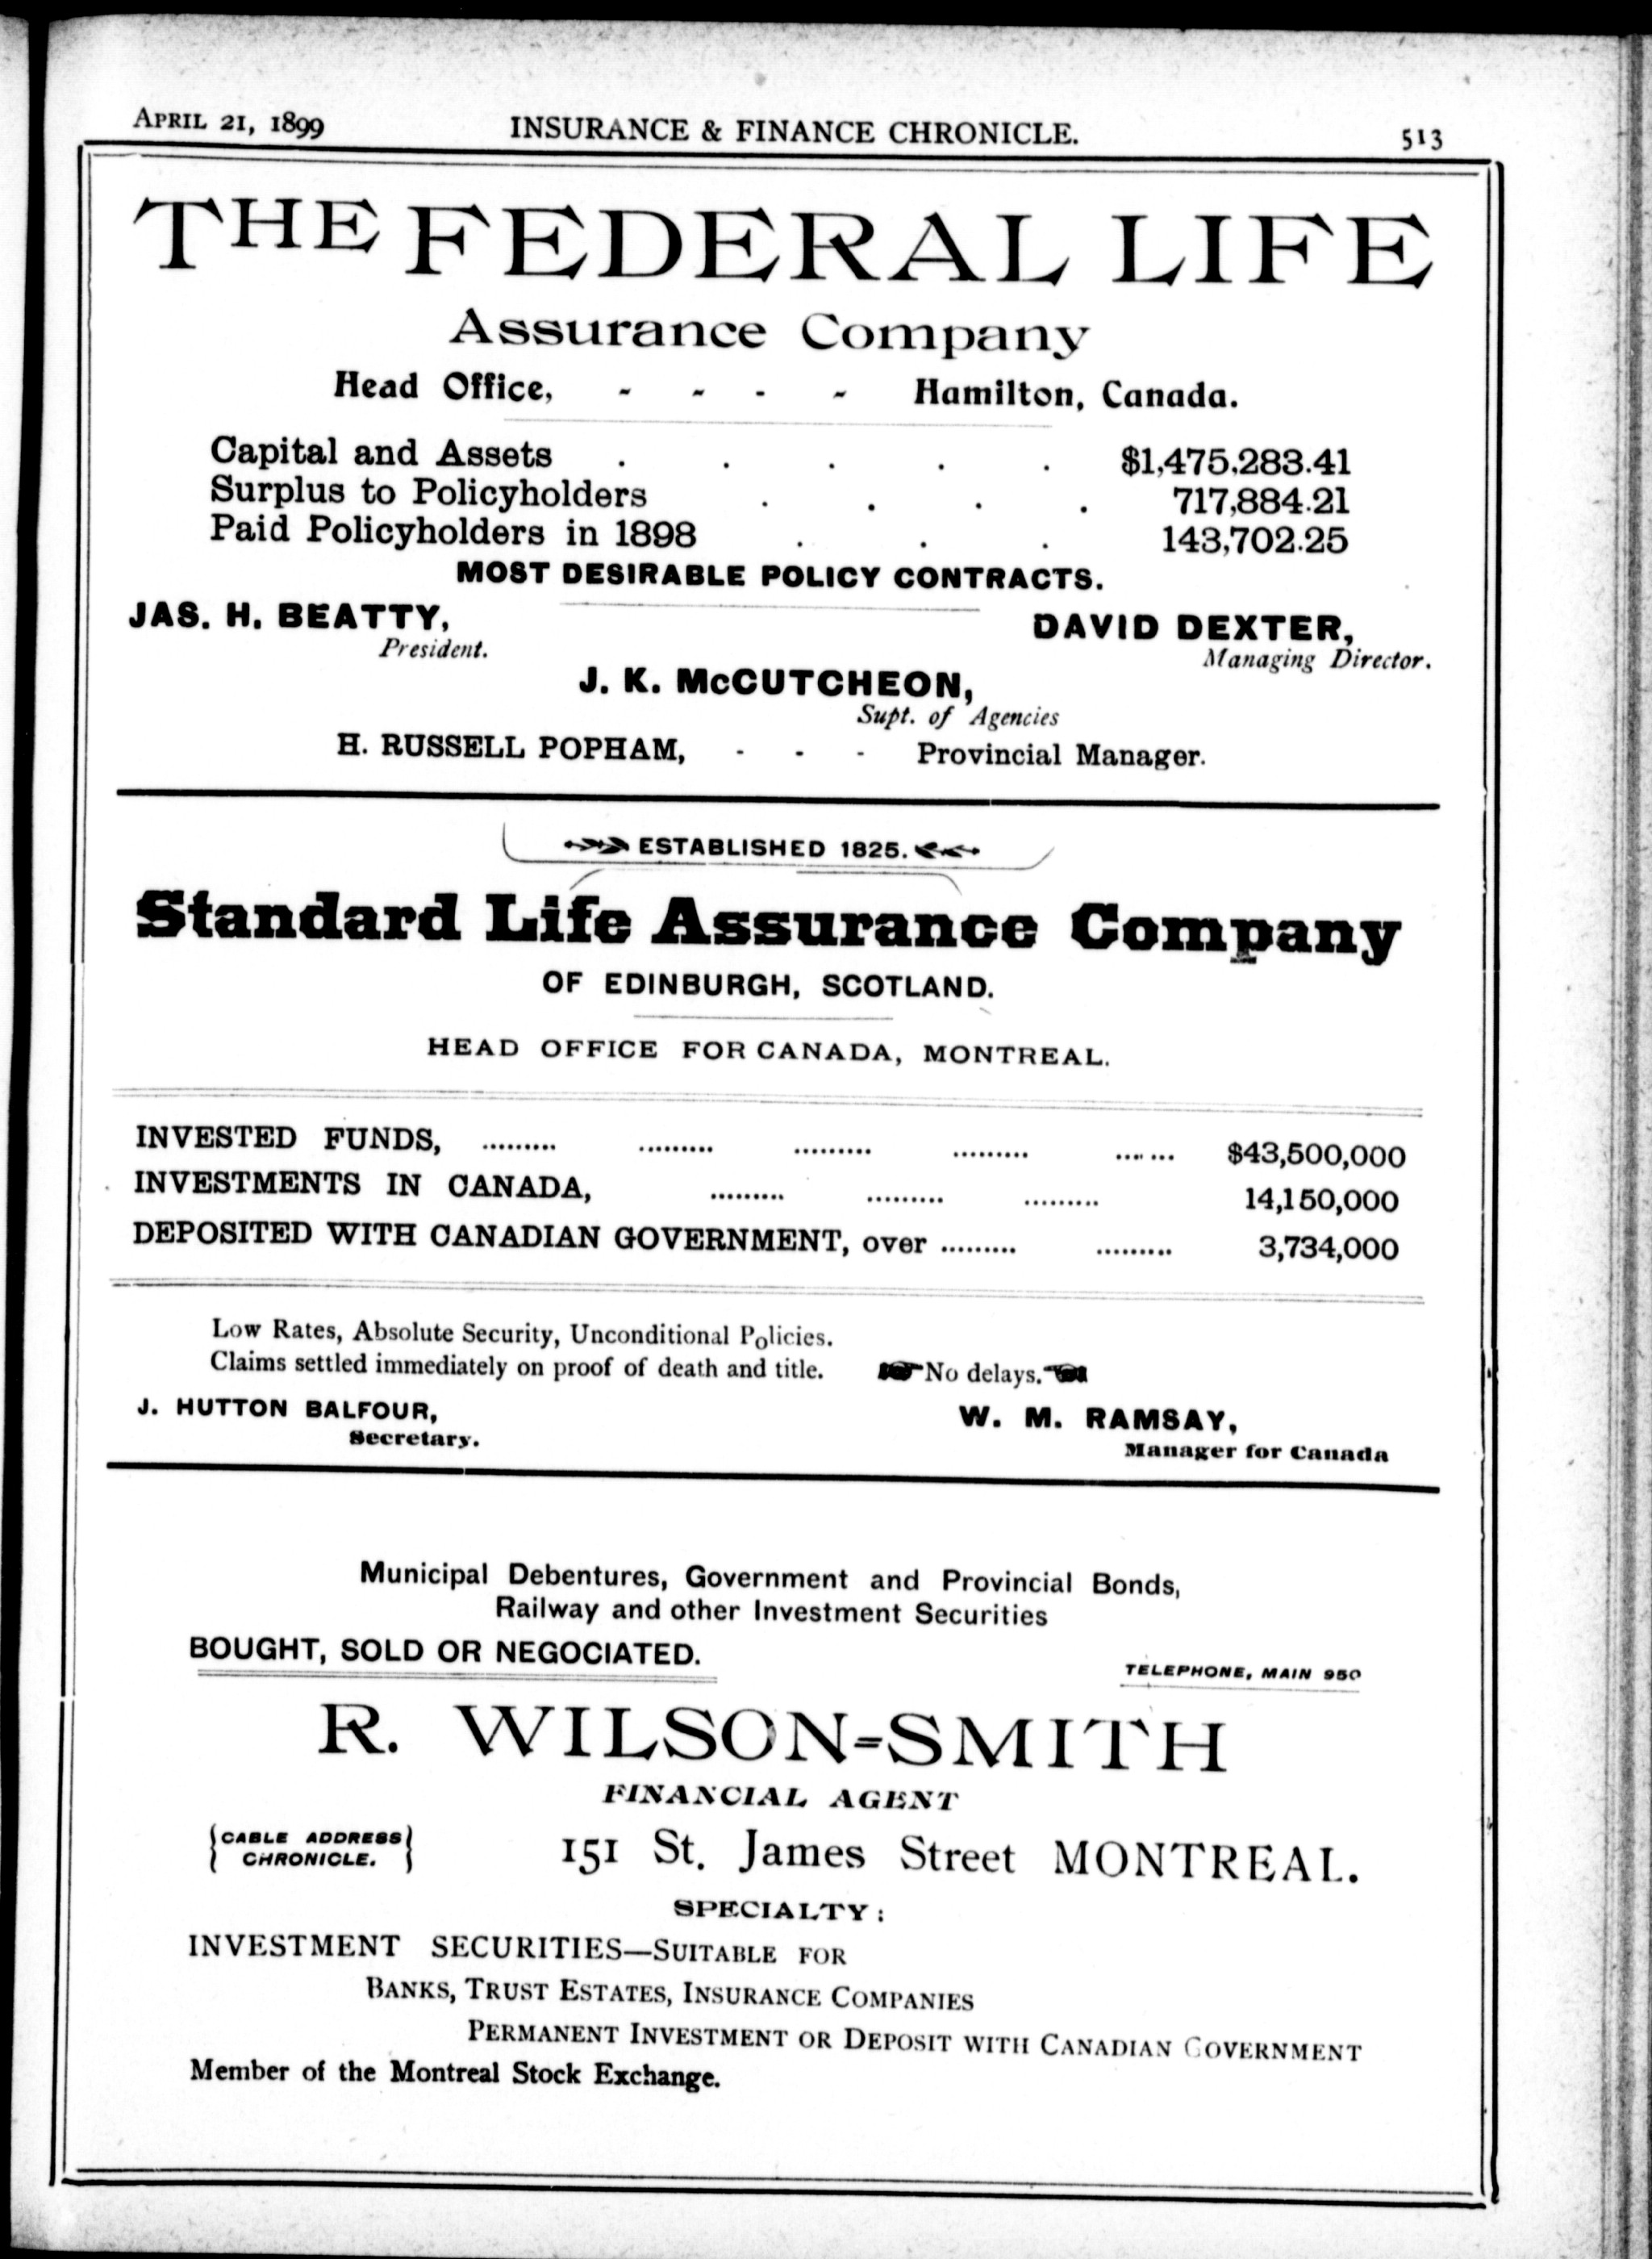 APRIL 21, 1899 INSURANCE & FINANCE CHRONICLE. 513
THE FEDERAL LIFE
Assurance Company
Head Office, - - - - Hamilton, Canada.
Capital and Assets . . . . . $1,475,283.41
Surplus to Policyholders . . . . 717,884.21
Paid Policyholders in 1898 . . . 143,702.25
MOST DESIRABLE POLICY CONTRACTS.
JAS. H. BEATTY, DAVID DEXTER,
President. Managing Director.
J. K. McCUTCHEON,
Supt. of Agencies
H. RUSSELL POPHAM, - - - Provincial Manager.
ESTABLISHED 1825.
Standard Life Assurance Company
OF EDINBURGH, SCOTLAND.
HEAD OFFICE FOR CANADA, MONTREAL.
INVESTED FUNDS, ......... ......... ......... ......... ...... $43,500,000
INVESTMENTS IN CANADA, ......... ......... ......... 14,150,000
DEPOSITED WITH CANADIAN GOVERNMENT, over ......... ......... 3,734,000
Low Rates, Absolute Security, Unconditional Policies.
Claims settled immediately on proof of death and title. ☛No delays.☚
J. HUTTON BALFOUR, W. M. RAMSAY,
Secretary. Manager for Canada
Municipal Debentures, Government and Provincial Bonds,
Railway and other Investment Securities
BOUGHT, SOLD OR NEGOCIATED.
TELEPHONE, MAIN 950
R. WILSON-SMITH
FINANCIAL AGENT
{CABLE ADDRESS
CHRONICLE.} 151 St. James Street MONTREAL.
SPECIALTY:
INVESTMENT SECURITIES—SUITABLE FOR
BANKS, TRUST ESTATES, INSURANCE COMPANIES
PERMANENT INVESTMENT OR DEPOSIT WITH CANADIAN GOVERNMENT
Member of the Montreal Stock Exchange.